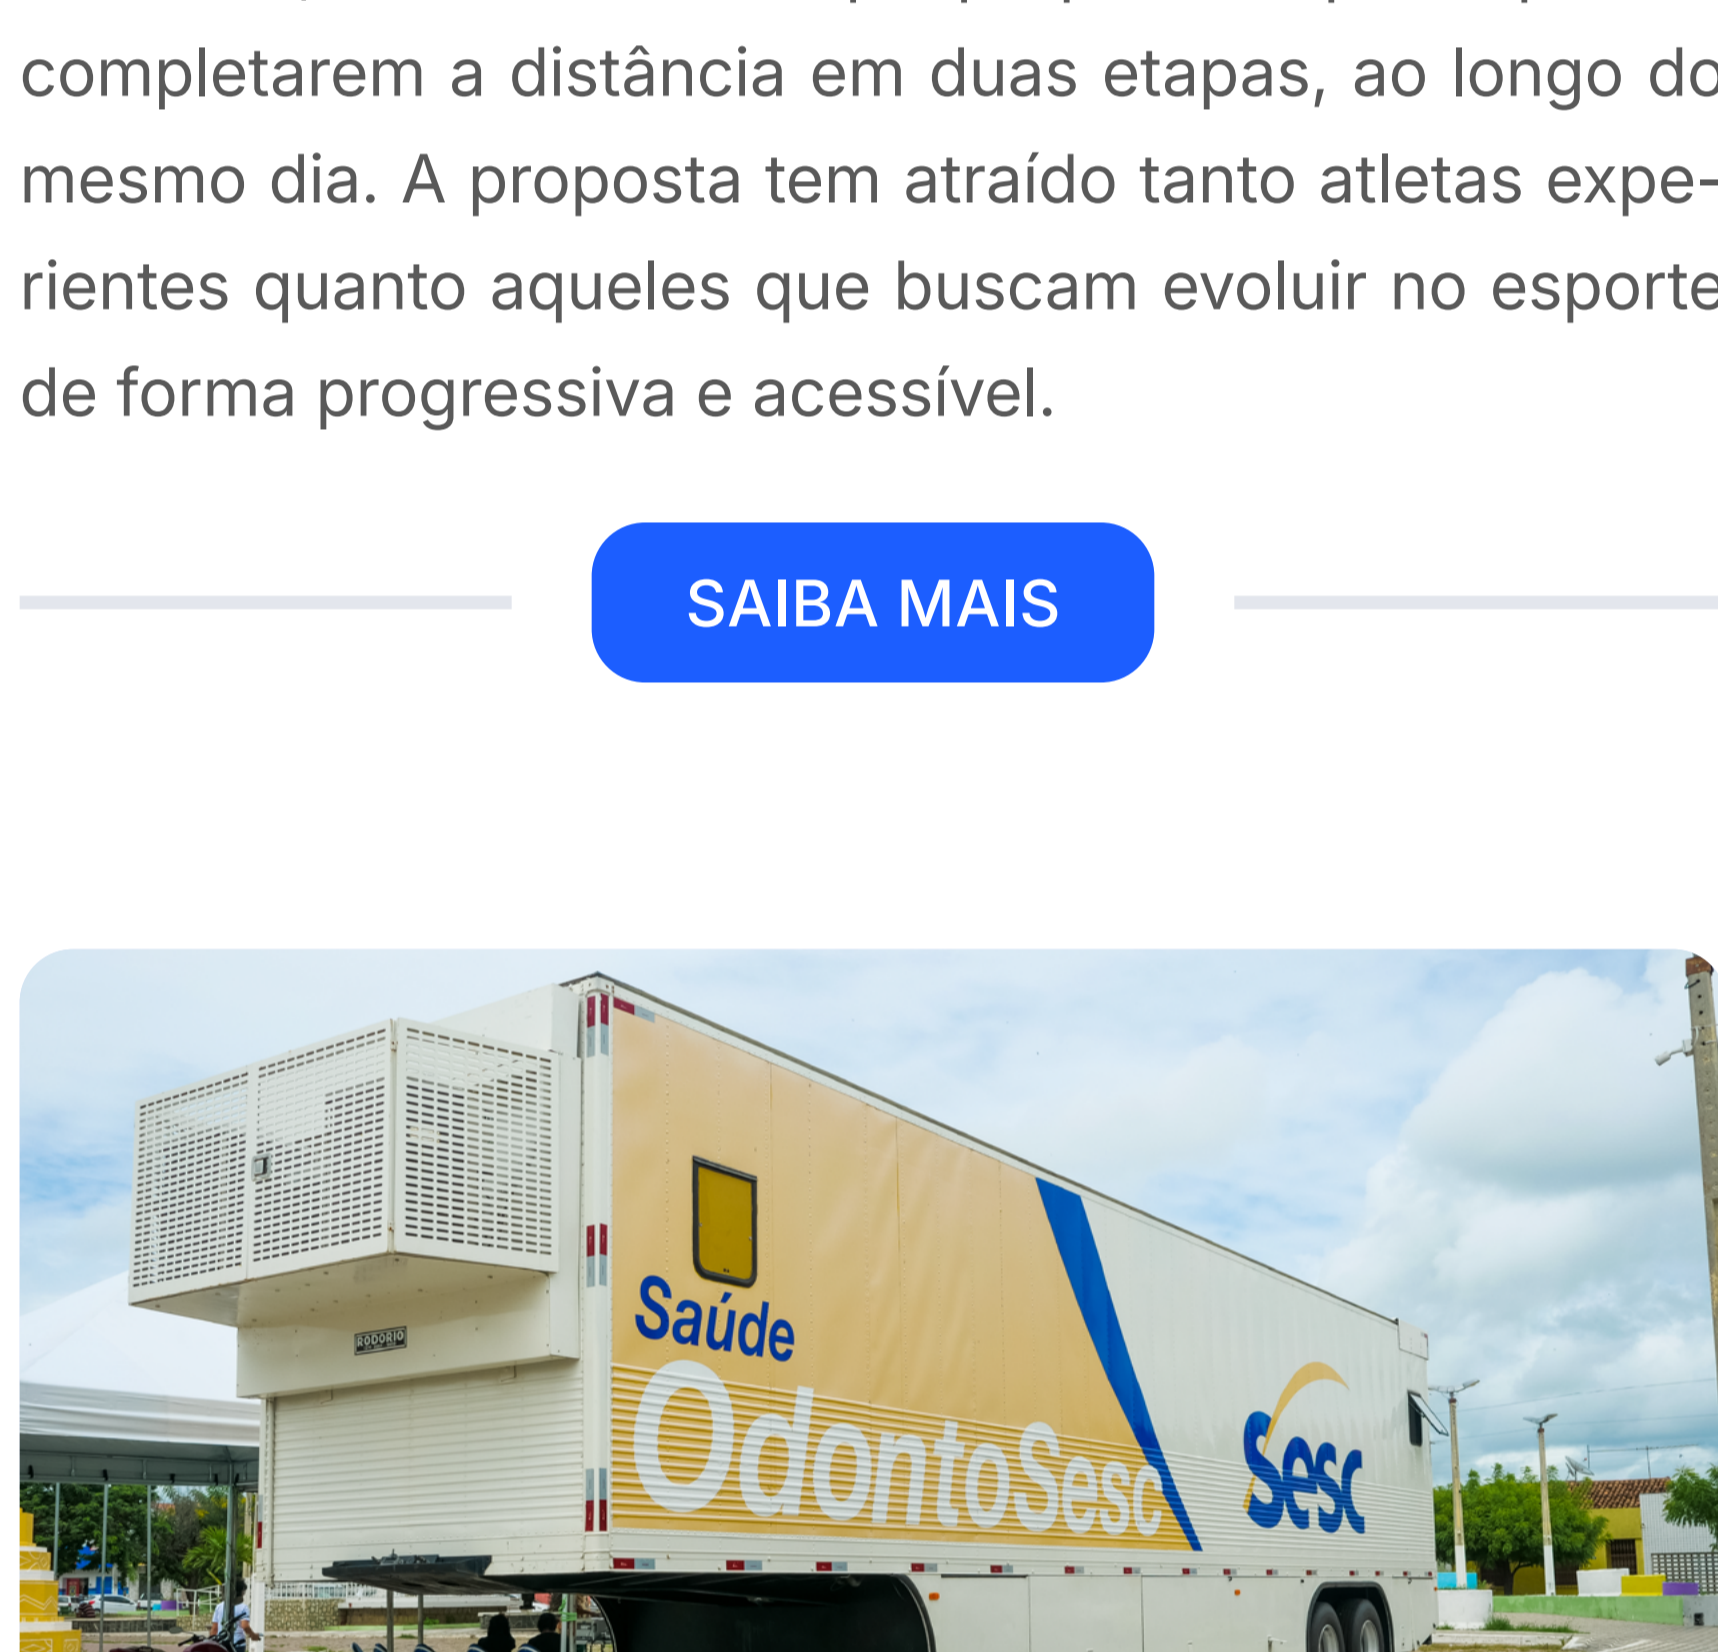 completarem a distância em duas etapas, ao longo do
mesmo dia. A proposta tem atraído tanto atletas expe-
rientes quanto aqueles que buscam evoluir no esporte
de forma progressiva e acessível.
SAIBA MAIS
RODORIO
Saúde
OdontoSesc
Sesc